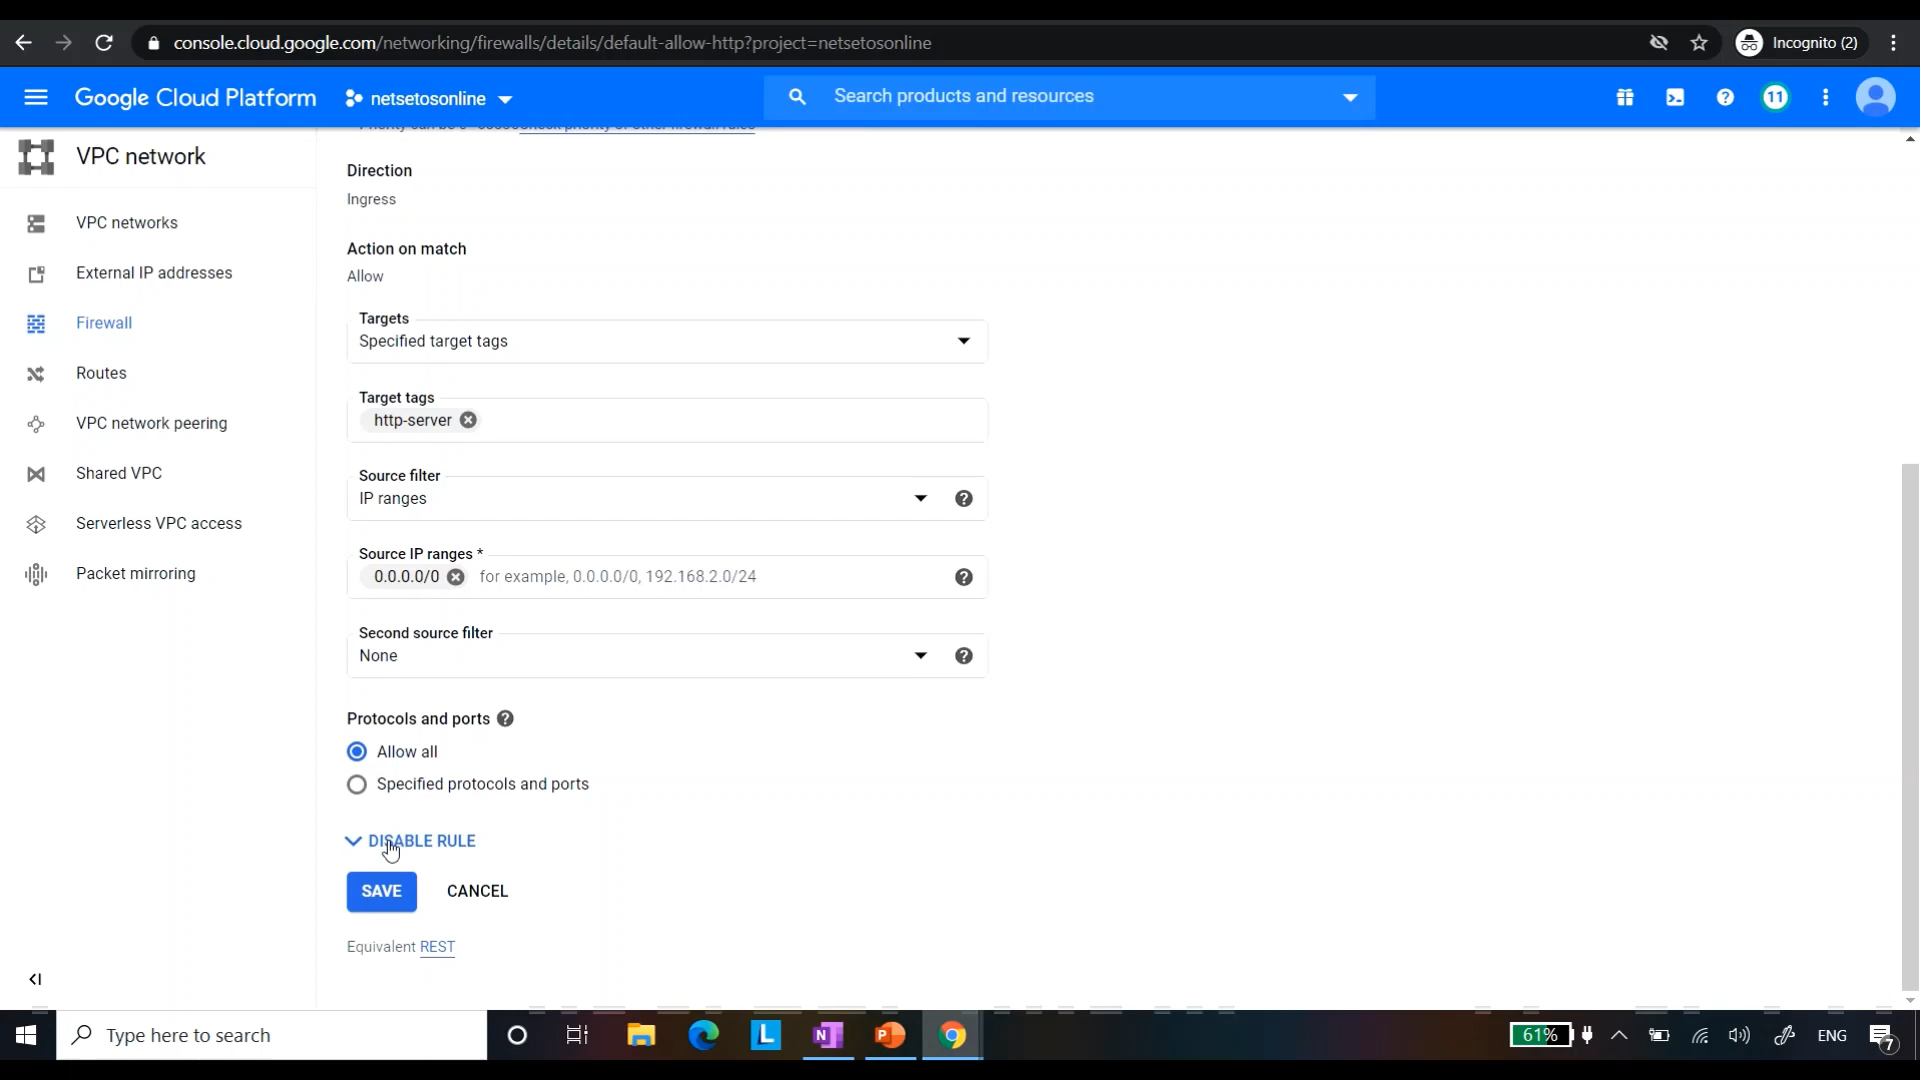 console.cloud.google.com/networking/firewalls/details/default-allow-http?project=netsetosonline
Incognito (2)
Google Cloud Platform
netsetosonline
Search products and resources
11
VPC network
VPC networks
External IP addresses
Firewall
Routes
VPC network peering
Shared VPC
Serverless VPC access
Packet mirroring
Direction
Ingress
Action on match
Allow
Targets
Specified target tags
Target tags
http-server
Source filter
IP ranges
Source IP ranges *
0.0.0.0/0 for example, 0.0.0.0/0, 192.168.2.0/24
Second source filter
None
Protocols and ports
Allow all
Specified protocols and ports
DISABLE RULE
SAVE CANCEL
Equivalent REST
Type here to search
L
N
P
61%
ENG
7